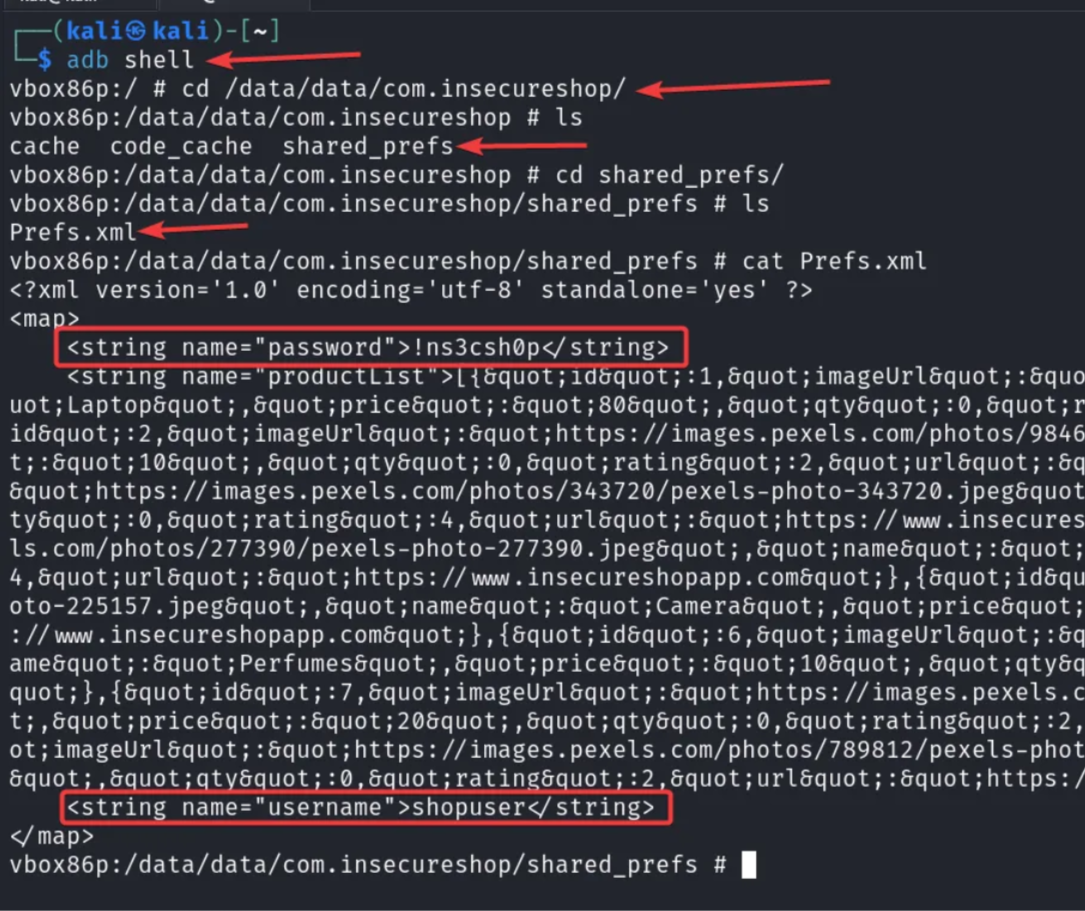 ┌──(kali㉿kali)-[~]
└─$ adb shell
vbox86p:/ # cd /data/data/com.insecureshop/
vbox86p:/data/data/com.insecureshop # ls
cache  code_cache  shared_prefs
vbox86p:/data/data/com.insecureshop # cd shared_prefs/
vbox86p:/data/data/com.insecureshop/shared_prefs # ls
Prefs.xml
vbox86p:/data/data/com.insecureshop/shared_prefs # cat Prefs.xml
<?xml version='1.0' encoding='utf-8' standalone='yes' ?>
<map>
    <string name="password">!ns3csh0p</string>
    <string name="productList">[{&quot;id&quot;:1,&quot;imageUrl&quot;:&quo
uot;Laptop&quot;,&quot;price&quot;:&quot;80&quot;,&quot;qty&quot;:0,&quot;r
id&quot;:2,&quot;imageUrl&quot;:&quot;https://images.pexels.com/photos/9846
t;:&quot;10&quot;,&quot;qty&quot;:0,&quot;rating&quot;:2,&quot;url&quot;:&q
&quot;https://images.pexels.com/photos/343720/pexels-photo-343720.jpeg&quot
ty&quot;:0,&quot;rating&quot;:4,&quot;url&quot;:&quot;https://www.insecures
ls.com/photos/277390/pexels-photo-277390.jpeg&quot;,&quot;name&quot;:&quot;
4,&quot;url&quot;:&quot;https://www.insecureshopapp.com&quot;},{&quot;id&qu
oto-225157.jpeg&quot;,&quot;name&quot;:&quot;Camera&quot;,&quot;price&quot;
://www.insecureshopapp.com&quot;},{&quot;id&quot;:6,&quot;imageUrl&quot;:&q
ame&quot;:&quot;Perfumes&quot;,&quot;price&quot;:&quot;10&quot;,&quot;qty&q
quot;},{&quot;id&quot;:7,&quot;imageUrl&quot;:&quot;https://images.pexels.c
t;,&quot;price&quot;:&quot;20&quot;,&quot;qty&quot;:0,&quot;rating&quot;:2,
ot;imageUrl&quot;:&quot;https://images.pexels.com/photos/789812/pexels-phot
&quot;,&quot;qty&quot;:0,&quot;rating&quot;:2,&quot;url&quot;:&quot;https:/
    <string name="username">shopuser</string>
</map>
vbox86p:/data/data/com.insecureshop/shared_prefs #